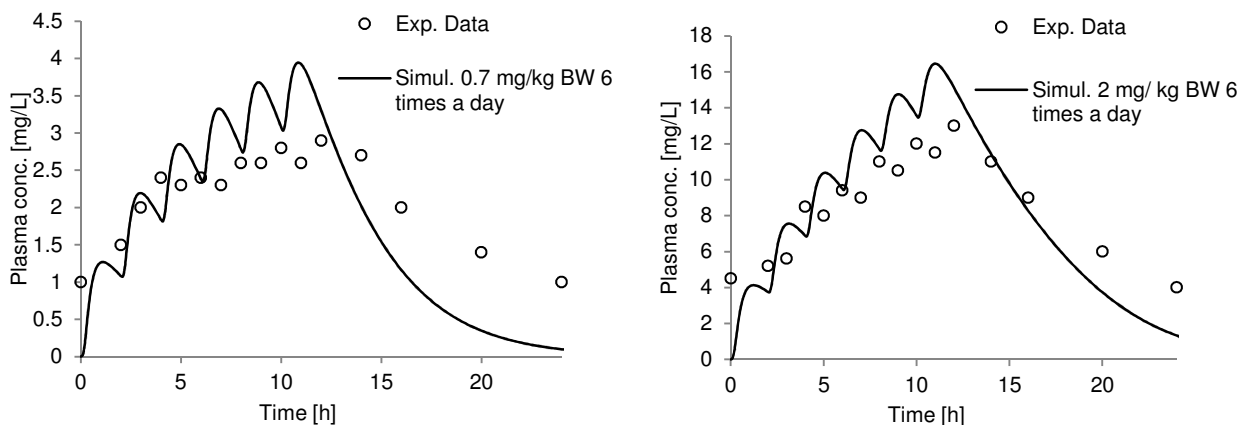 4.5
4
3.5
3
2.5
2
1.5
1
0.5
0
Plasma conc. [mg/L]
0 5 10 15 20
Time [h]
Exp. Data
Simul. 0.7 mg/kg BW 6
times a day
18
16
14
12
10
8
6
4
2
0
Plasma conc. [mg/L]
0 5 10 15 20
Time [h]
Exp. Data
Simul. 2 mg/ kg BW 6
times a day